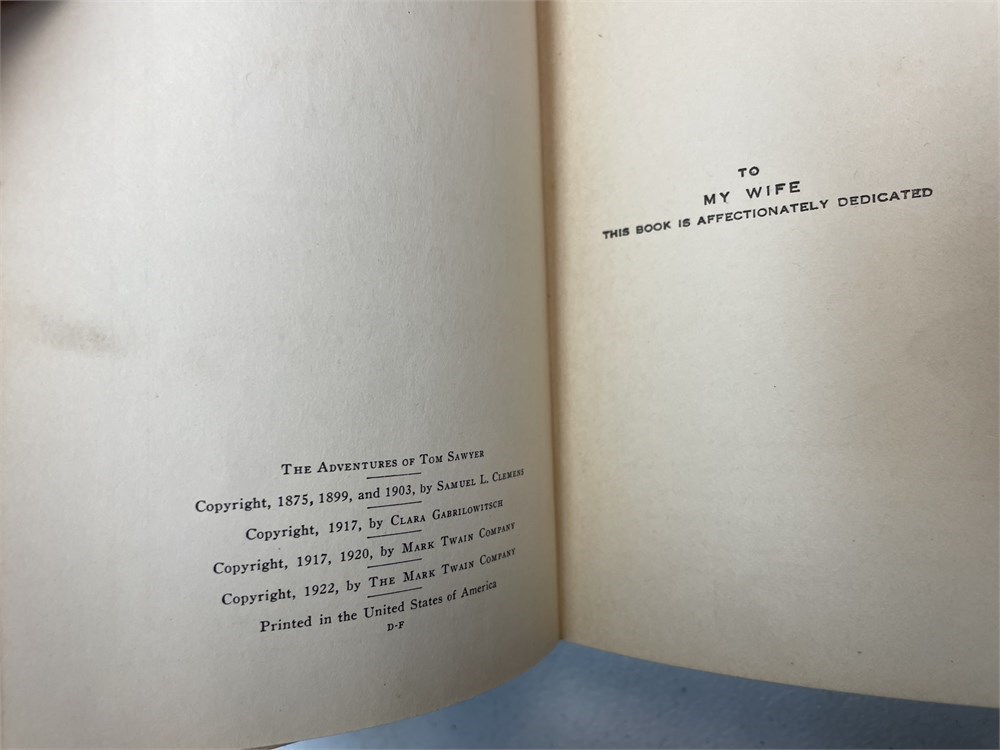 The Adventures of Tom Sawyer
Copyright, 1875, 1899, and 1903, by Samuel L. Clemens
Copyright, 1917, by Clara Gabrilowitsch
Copyright, 1917, 1920, by Mark Twain Company
Copyright, 1922, by The Mark Twain Company
Printed in the United States of America
D-F
TO
MY WIFE
THIS BOOK IS AFFECTIONATELY DEDICATED